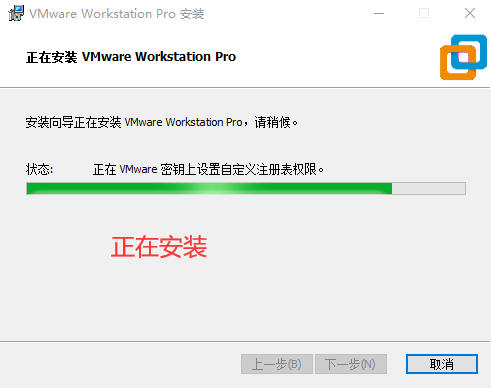 VMware Workstation Pro 安装
正在安装 VMware Workstation Pro
安装向导正在安装 VMware Workstation Pro，请稍候。
状态: 正在 VMware 密钥上设置自定义注册表权限。
正在安装
上一步(B) 下一步(N) 取消